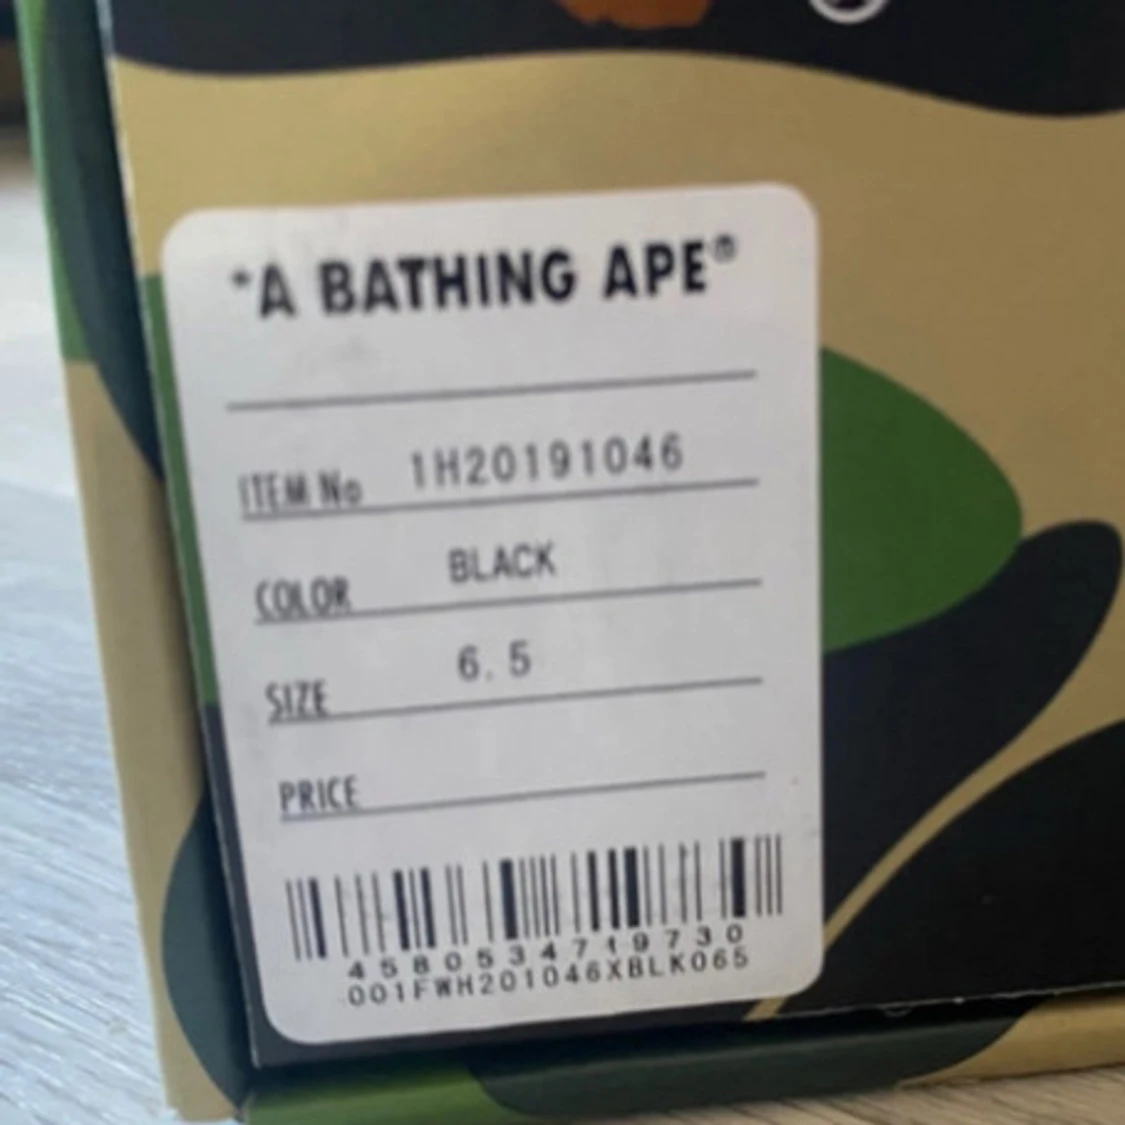 "A BATHING APE®
ITEM No 1H20191046
COLOR BLACK
SIZE 6.5
PRICE
4580534719730
001FWH201046XBLK065